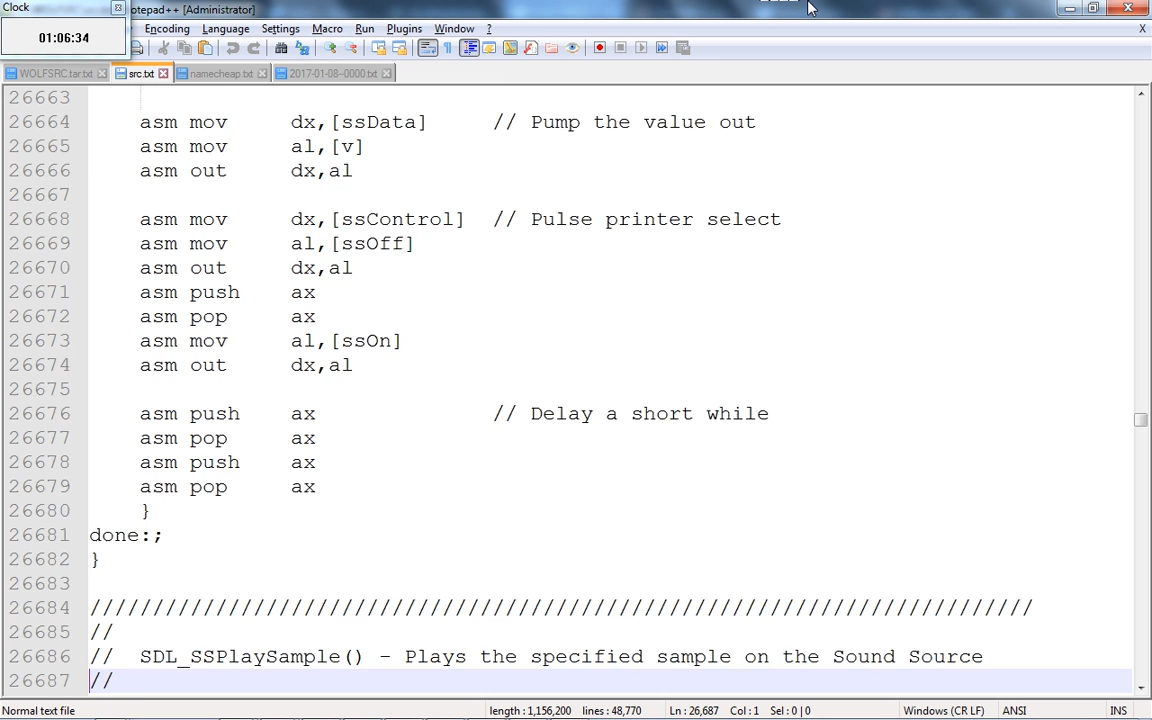 Clock
otepad++ [Administrator]
01:06:34
Encoding Language Settings Macro Run Plugins Window ? X
WOLFSRC.tar.txt src.txt namecheap.txt 2017-01-08--0000.txt
26663
26664 asm mov dx,[ssData] // Pump the value out
26665 asm mov al,[v]
26666 asm out dx,al
26667
26668 asm mov dx,[ssControl] // Pulse printer select
26669 asm mov al,[ssOff]
26670 asm out dx,al
26671 asm push ax
26672 asm pop ax
26673 asm mov al,[ssOn]
26674 asm out dx,al
26675
26676 asm push ax // Delay a short while
26677 asm pop ax
26678 asm push ax
26679 asm pop ax
26680 }
26681 done:;
26682 }
26683
26684 ///////////////////////////////////////////////////////////////////////////
26685 //
26686 // SDL_SSPlaySample() - Plays the specified sample on the Sound Source
26687 //
Normal text file length : 1,156,200 lines : 48,770 Ln : 26,687 Col : 1 Sel : 0 | 0 Windows (CR LF) ANSI INS